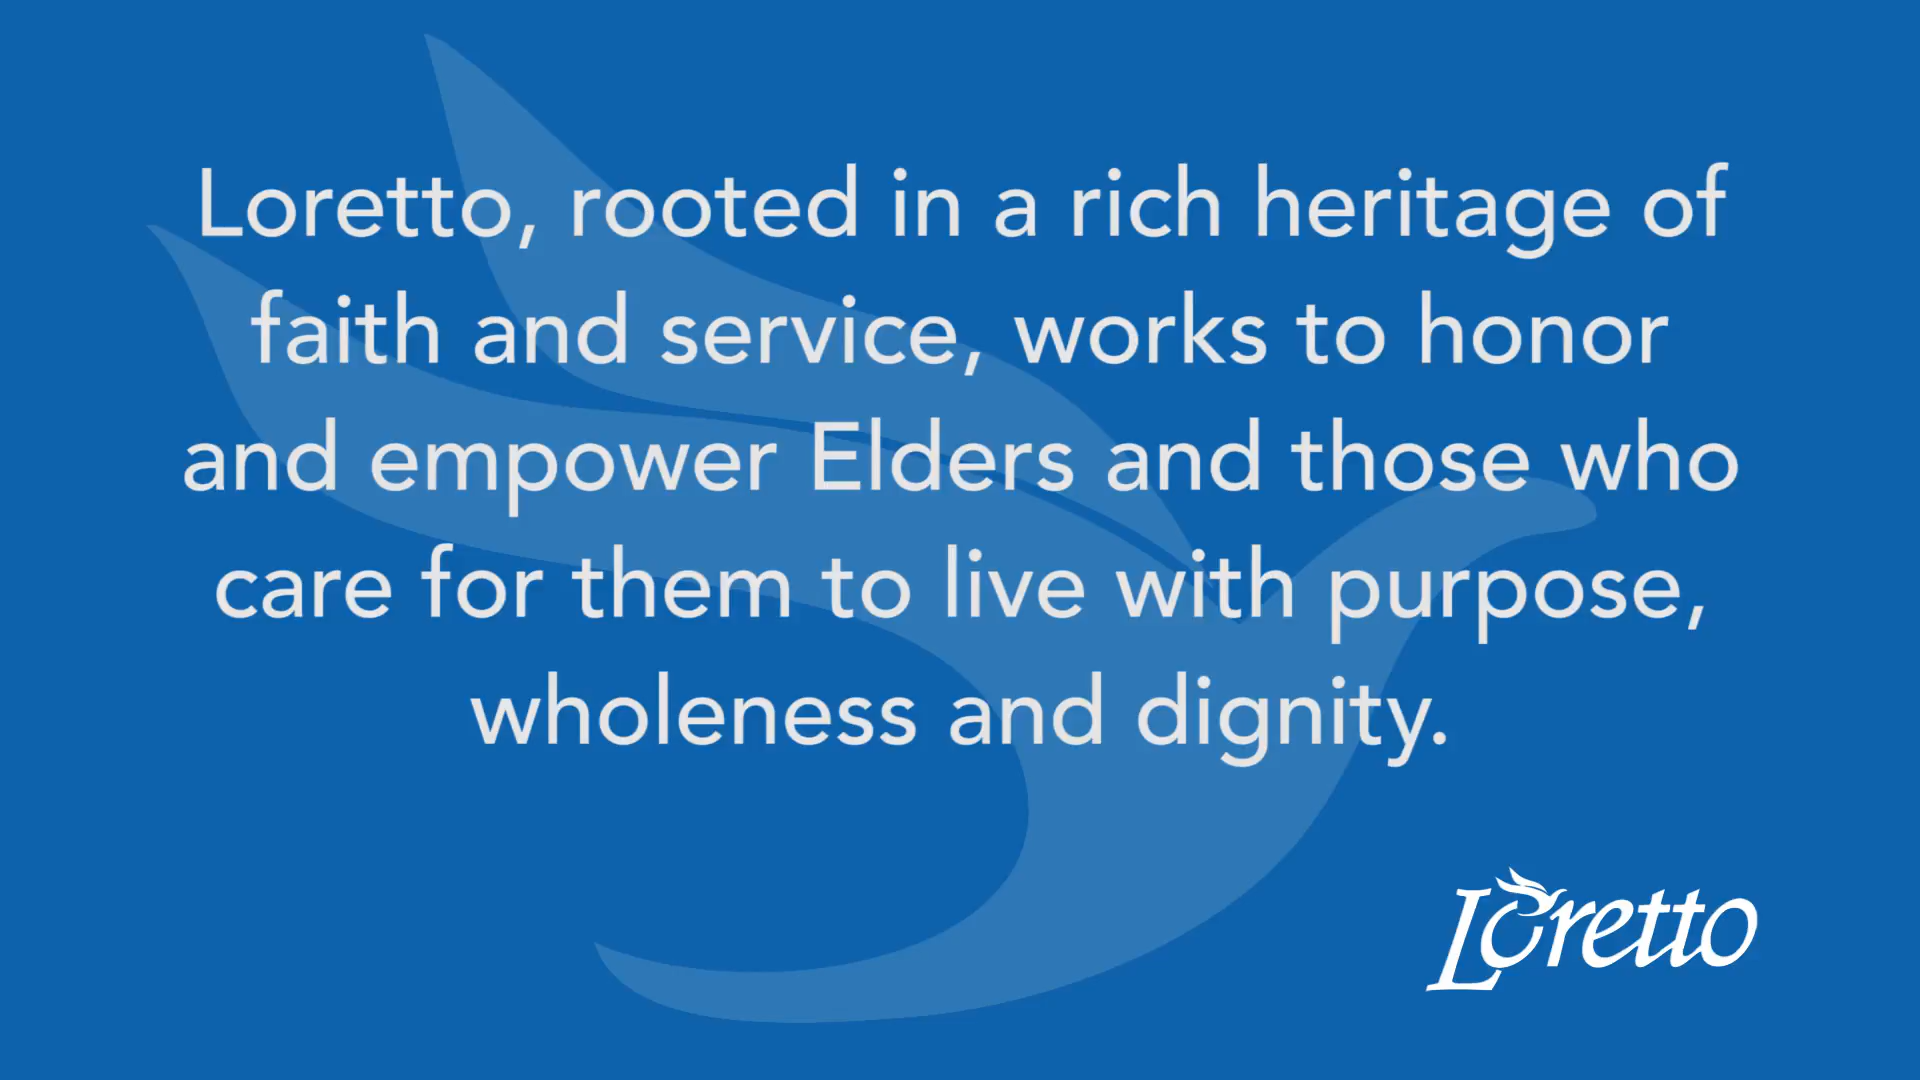 Loretto, rooted in a rich heritage of
faith and service, works to honor
and empower Elders and those who
care for them to live with purpose,
wholeness and dignity.
Loretto